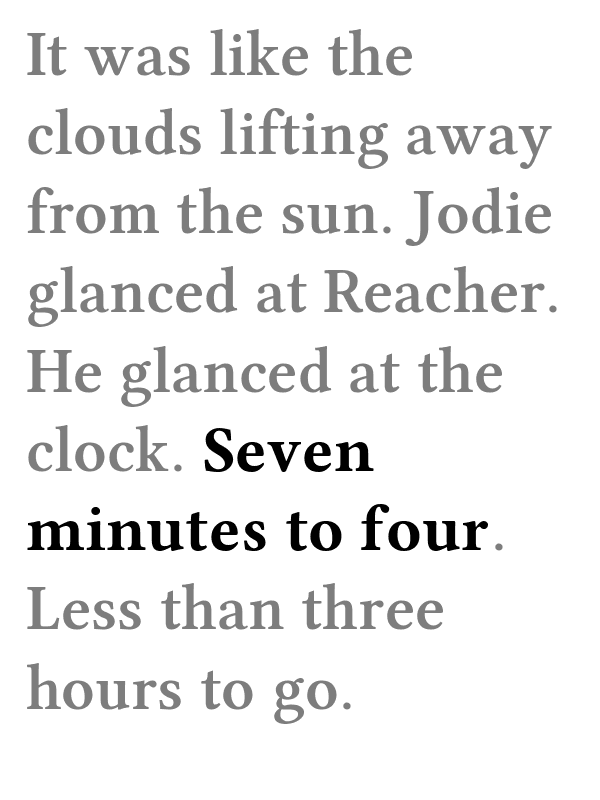 It was like the
clouds lifting away
from the sun. Jodie
glanced at Reacher.
He glanced at the
clock. Seven
minutes to four.
Less than three
hours to go.